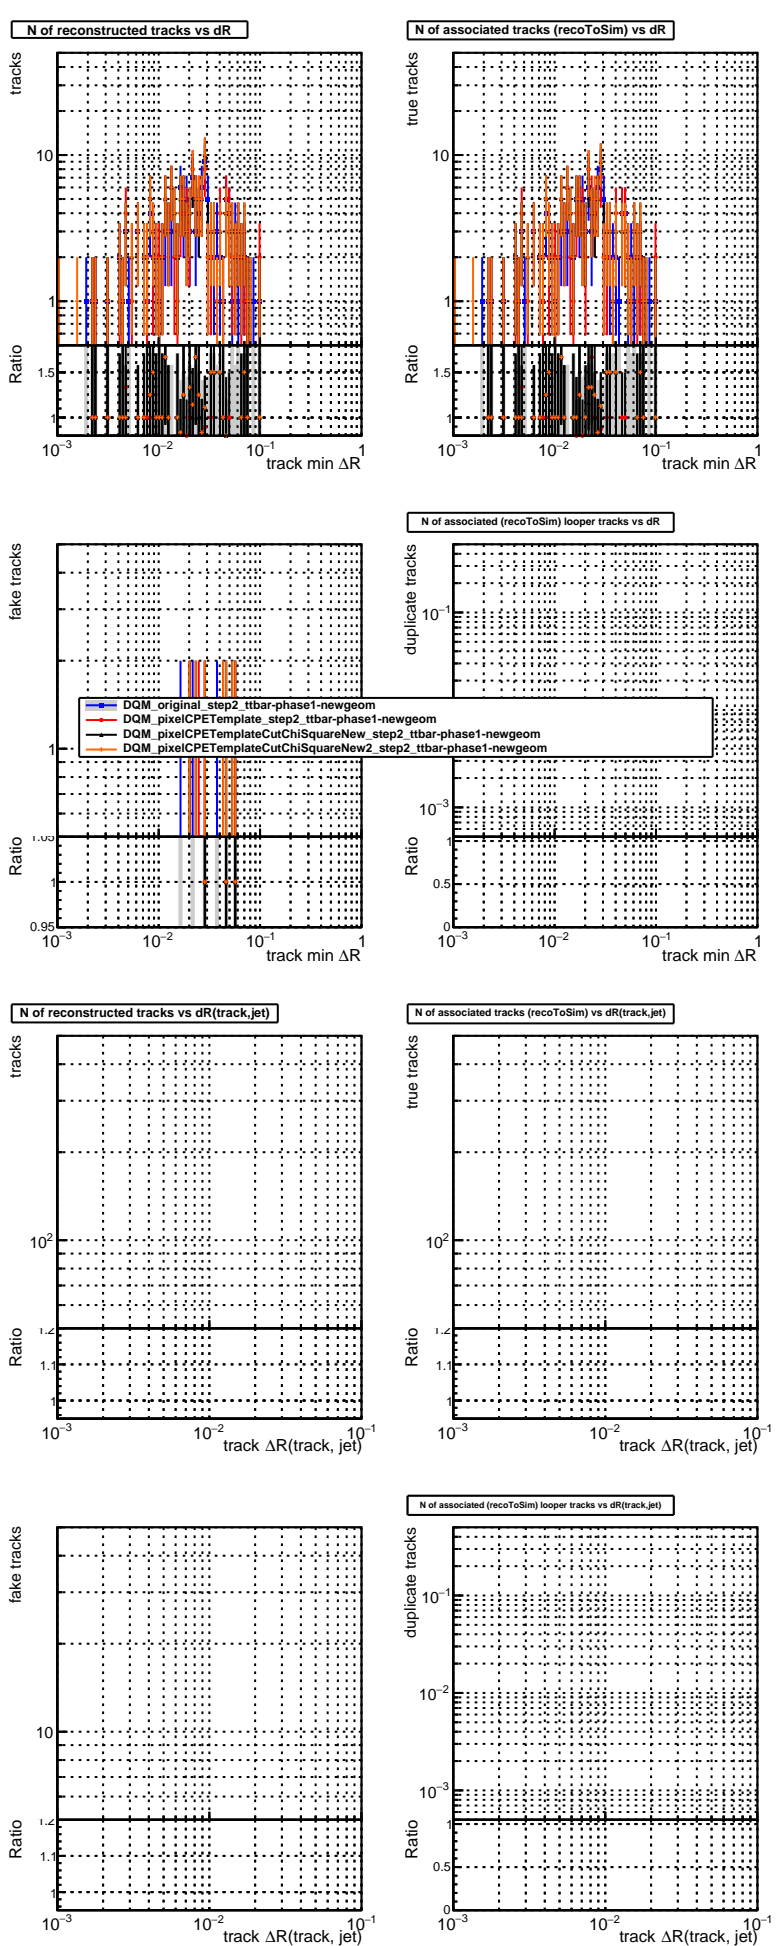 N of reconstructed tracks vs dR
tracks
10
1
Ratio
1.5
1
10−3
10−2
10−1
1
track min ΔR
N of associated tracks (recoToSim) vs dR
true tracks
10
1
Ratio
1.5
1
10−3
10−2
10−1
1
track min ΔR
fake tracks
1
Ratio
1.05
1
0.95
10−3
10−2
10−1
1
track min ΔR
N of associated (recoToSim) looper tracks vs dR
duplicate tracks
10−1
10−3
Ratio
1
0.5
0
10−3
10−2
10−1
1
track min ΔR
DQM_original_step2_ttbar-phase1-newgeom
DQM_pixelCPETemplate_step2_ttbar-phase1-newgeom
DQM_pixelCPETemplateCutChiSquareNew_step2_ttbar-phase1-newgeom
DQM_pixelCPETemplateCutChiSquareNew2_step2_ttbar-phase1-newgeom
N of reconstructed tracks vs dR(track,jet)
tracks
102
Ratio
1.2
1.1
1
10−3
10−2
10−1
track ΔR(track, jet)
N of associated tracks (recoToSim) vs dR(track,jet)
true tracks
102
Ratio
1.2
1.1
1
10−3
10−2
10−1
track ΔR(track, jet)
fake tracks
10
Ratio
1.2
1.1
1
10−3
10−2
10−1
track ΔR(track, jet)
N of associated (recoToSim) looper tracks vs dR(track,jet)
duplicate tracks
10−1
10−2
10−3
Ratio
1
0.5
0
10−3
10−2
10−1
track ΔR(track, jet)